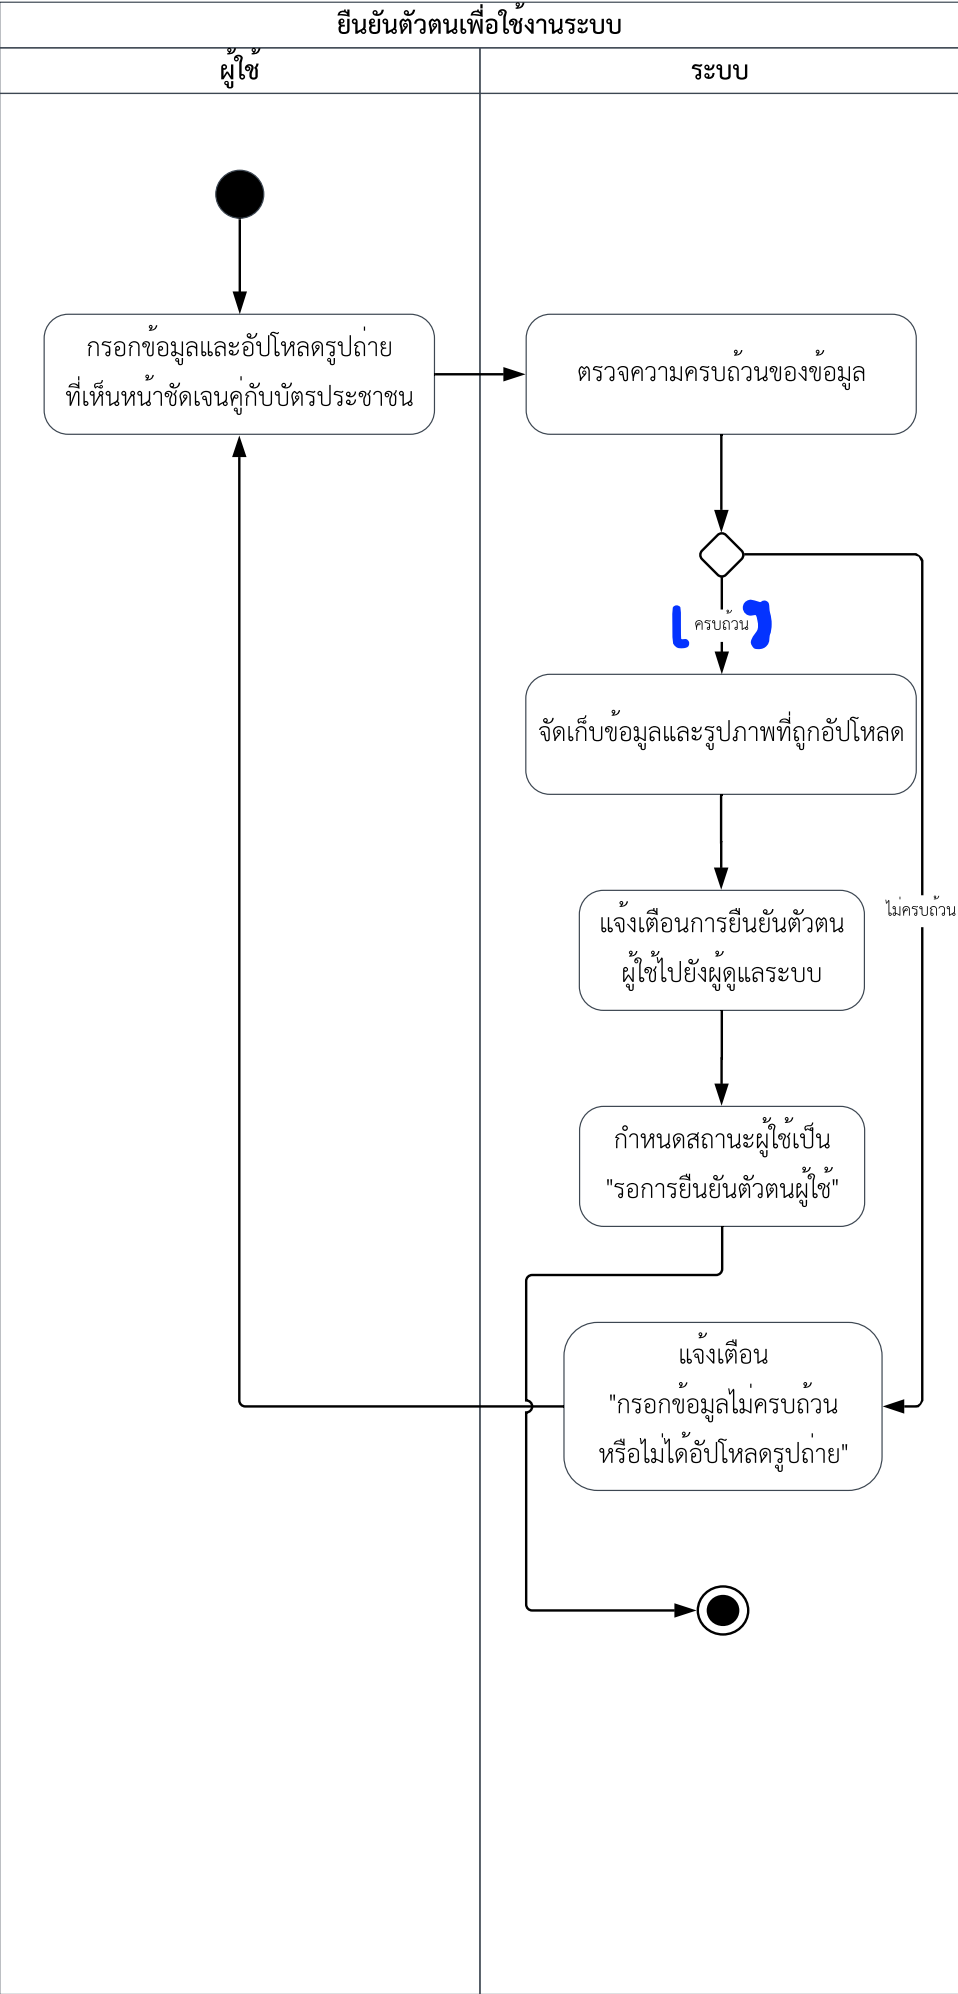 ยืนยันตัวตนเพื่อใช้งานระบบ
ผู้ใช้
ระบบ
กรอกข้อมูลและอัปโหลดรูปถ่าย
ที่เห็นหน้าชัดเจนคู่กับบัตรประชาชน
ตรวจความครบถ้วนของข้อมูล
[ ครบถ้วน ]
จัดเก็บข้อมูลและรูปภาพที่ถูกอัปโหลด
ไม่ครบถ้วน
แจ้งเตือนการยืนยันตัวตน
ผู้ใช้ไปยังผู้ดูแลระบบ
กำหนดสถานะผู้ใช้เป็น
"รอการยืนยันตัวตนผู้ใช้"
แจ้งเตือน
"กรอกข้อมูลไม่ครบถ้วน
หรือไม่ได้อัปโหลดรูปถ่าย"